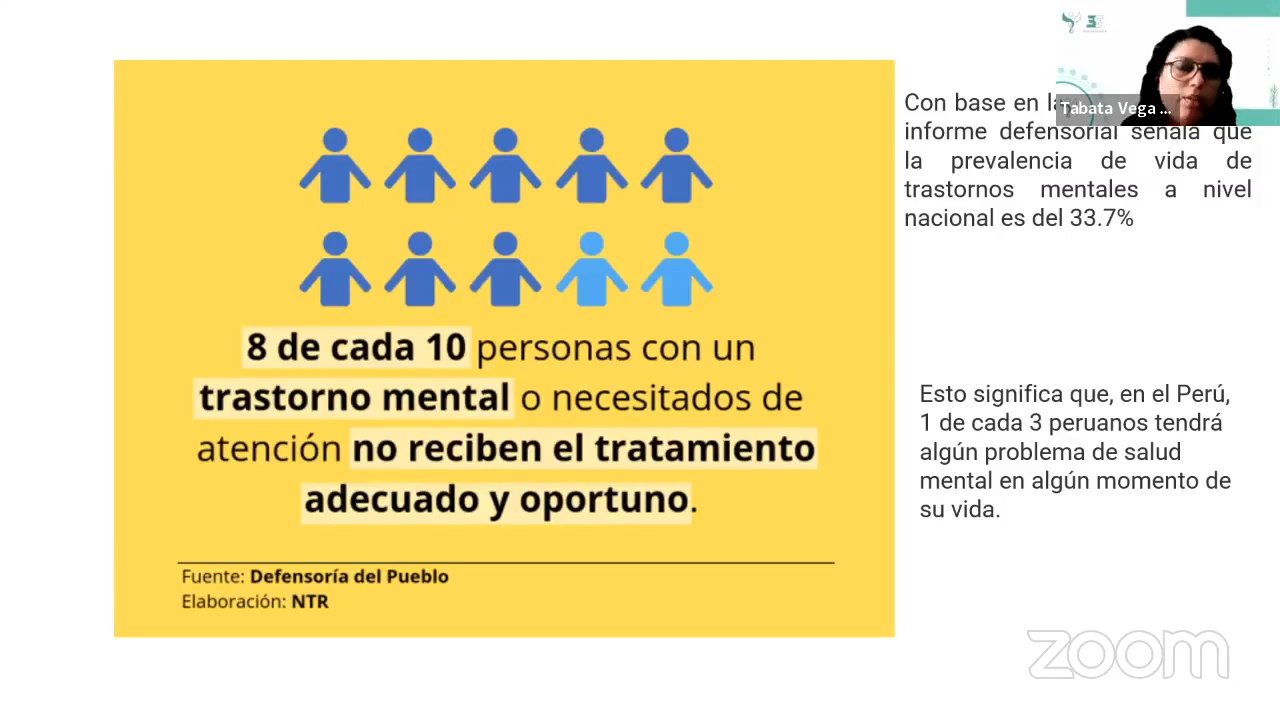 8 de cada 10 personas con un
trastorno mental o necesitados de
atención no reciben el tratamiento
adecuado y oportuno.
Fuente: Defensoría del Pueblo
Elaboración: NTR
Tabata Vega ...
Con base en
informe defensorial señala que
la prevalencia de vida de
trastornos mentales a nivel
nacional es del 33.7%
Esto significa que, en el Perú,
1 de cada 3 peruanos tendrá
algún problema de salud
mental en algún momento de
su vida.
zoom